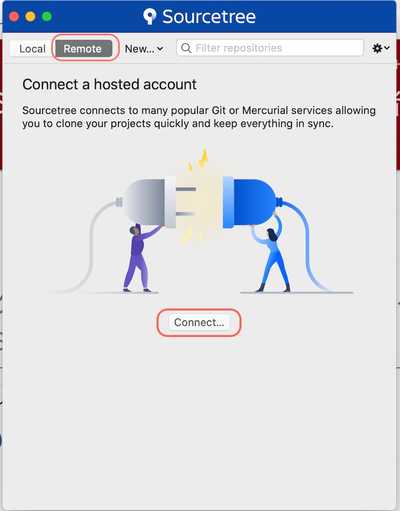 Sourcetree
Local Remote New... Filter repositories
Connect a hosted account
Sourcetree connects to many popular Git or Mercurial services allowing
you to clone your projects quickly and keep everything in sync.
Connect...